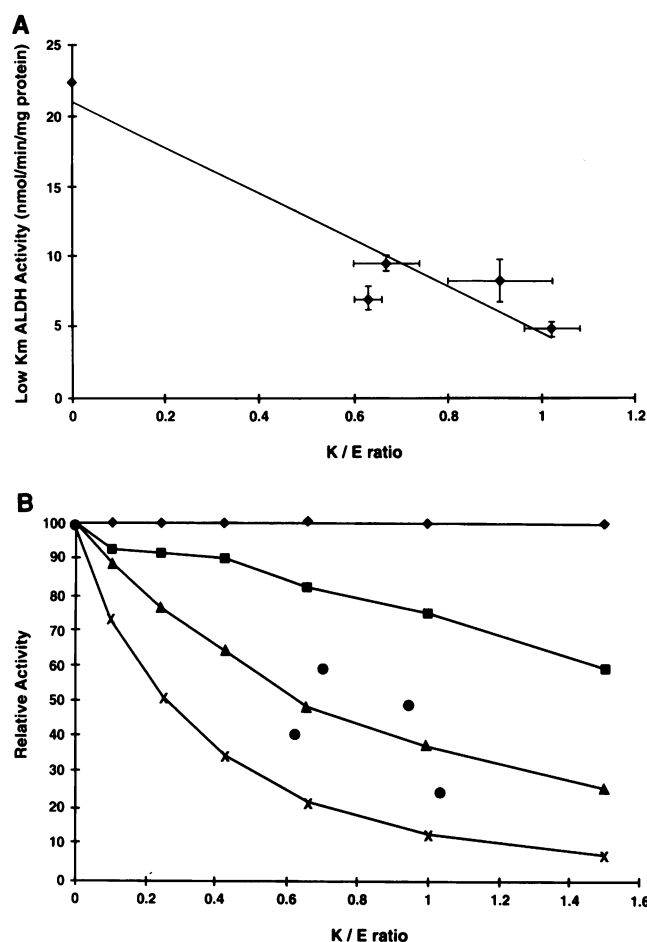 A
Low Km ALDH Activity (nmol/min/mg protein)
25
20
15
10
5
0
0 0.2 0.4 0.6 0.8 1 1.2
K / E ratio
B
Relative Activity
100
90
80
70
60
50
40
30
20
10
0
0 0.2 0.4 0.6 0.8 1 1.2 1.4 1.6
K / E ratio